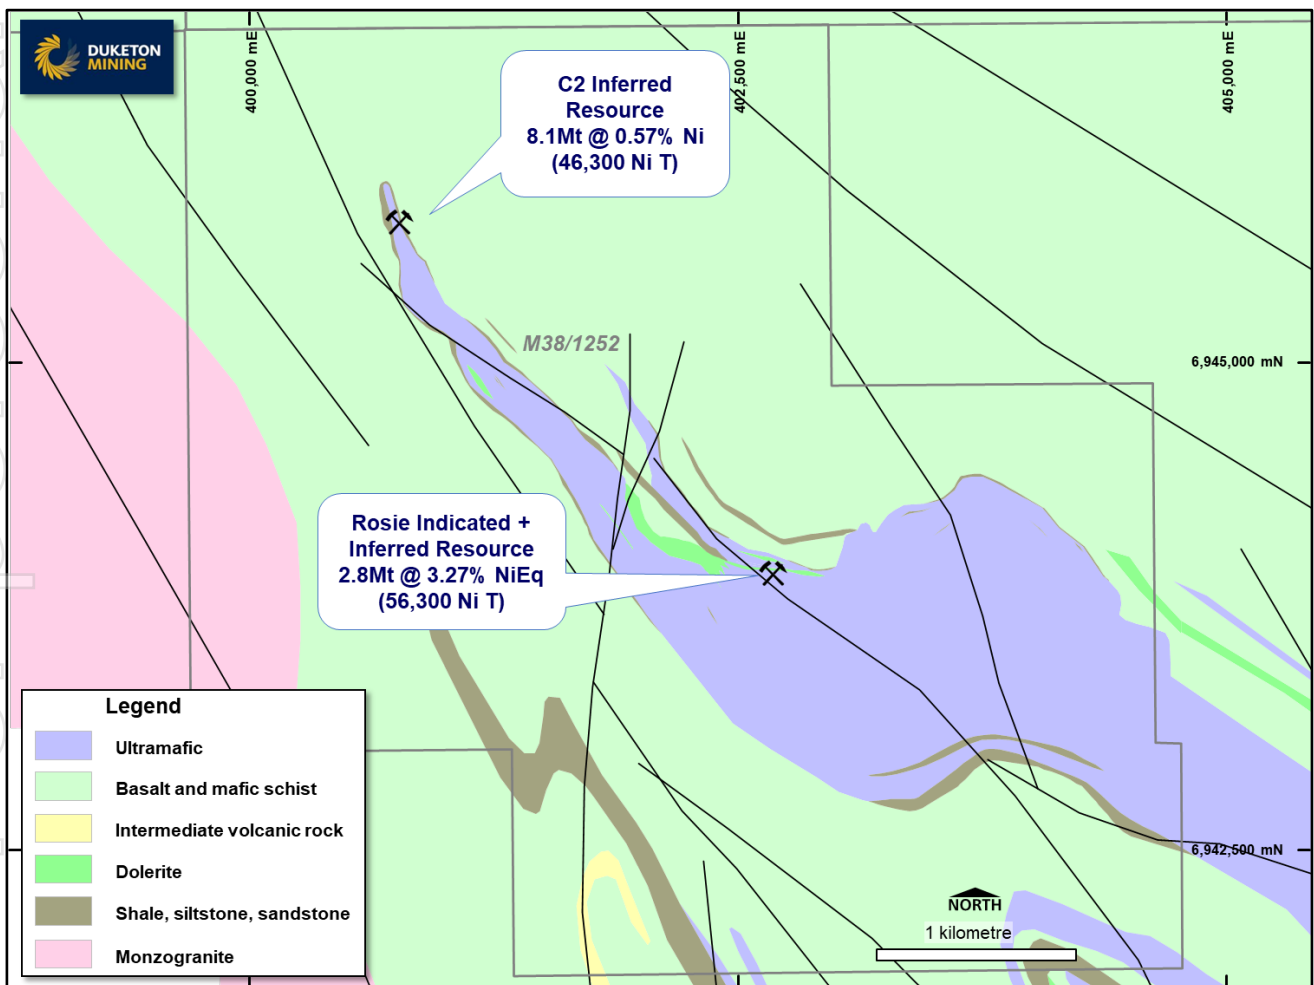 DUKETON
MINING
400,000 mE
402,500 mE
405,000 mE
C2 Inferred
Resource
8.1Mt @ 0.57% Ni
(46,300 Ni T)
M38/1252
6,945,000 mN
Rosie Indicated +
Inferred Resource
2.8Mt @ 3.27% NiEq
(56,300 Ni T)
Legend
Ultramafic
Basalt and mafic schist
Intermediate volcanic rock
Dolerite
Shale, siltstone, sandstone
Monzogranite
6,942,500 mN
NORTH
1 kilometre